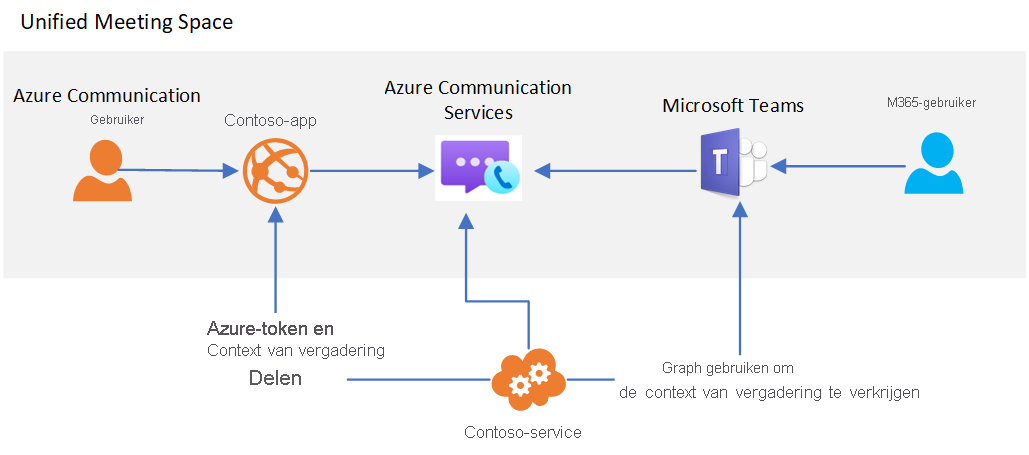 Unified Meeting Space
Azure Communication
Gebruiker
Contoso-app
Azure Communication
Services
Microsoft Teams
M365-gebruiker
T
Azure-token en
Context van vergadering
Delen
Graph gebruiken om
de context van vergadering te verkrijgen
Contoso-service